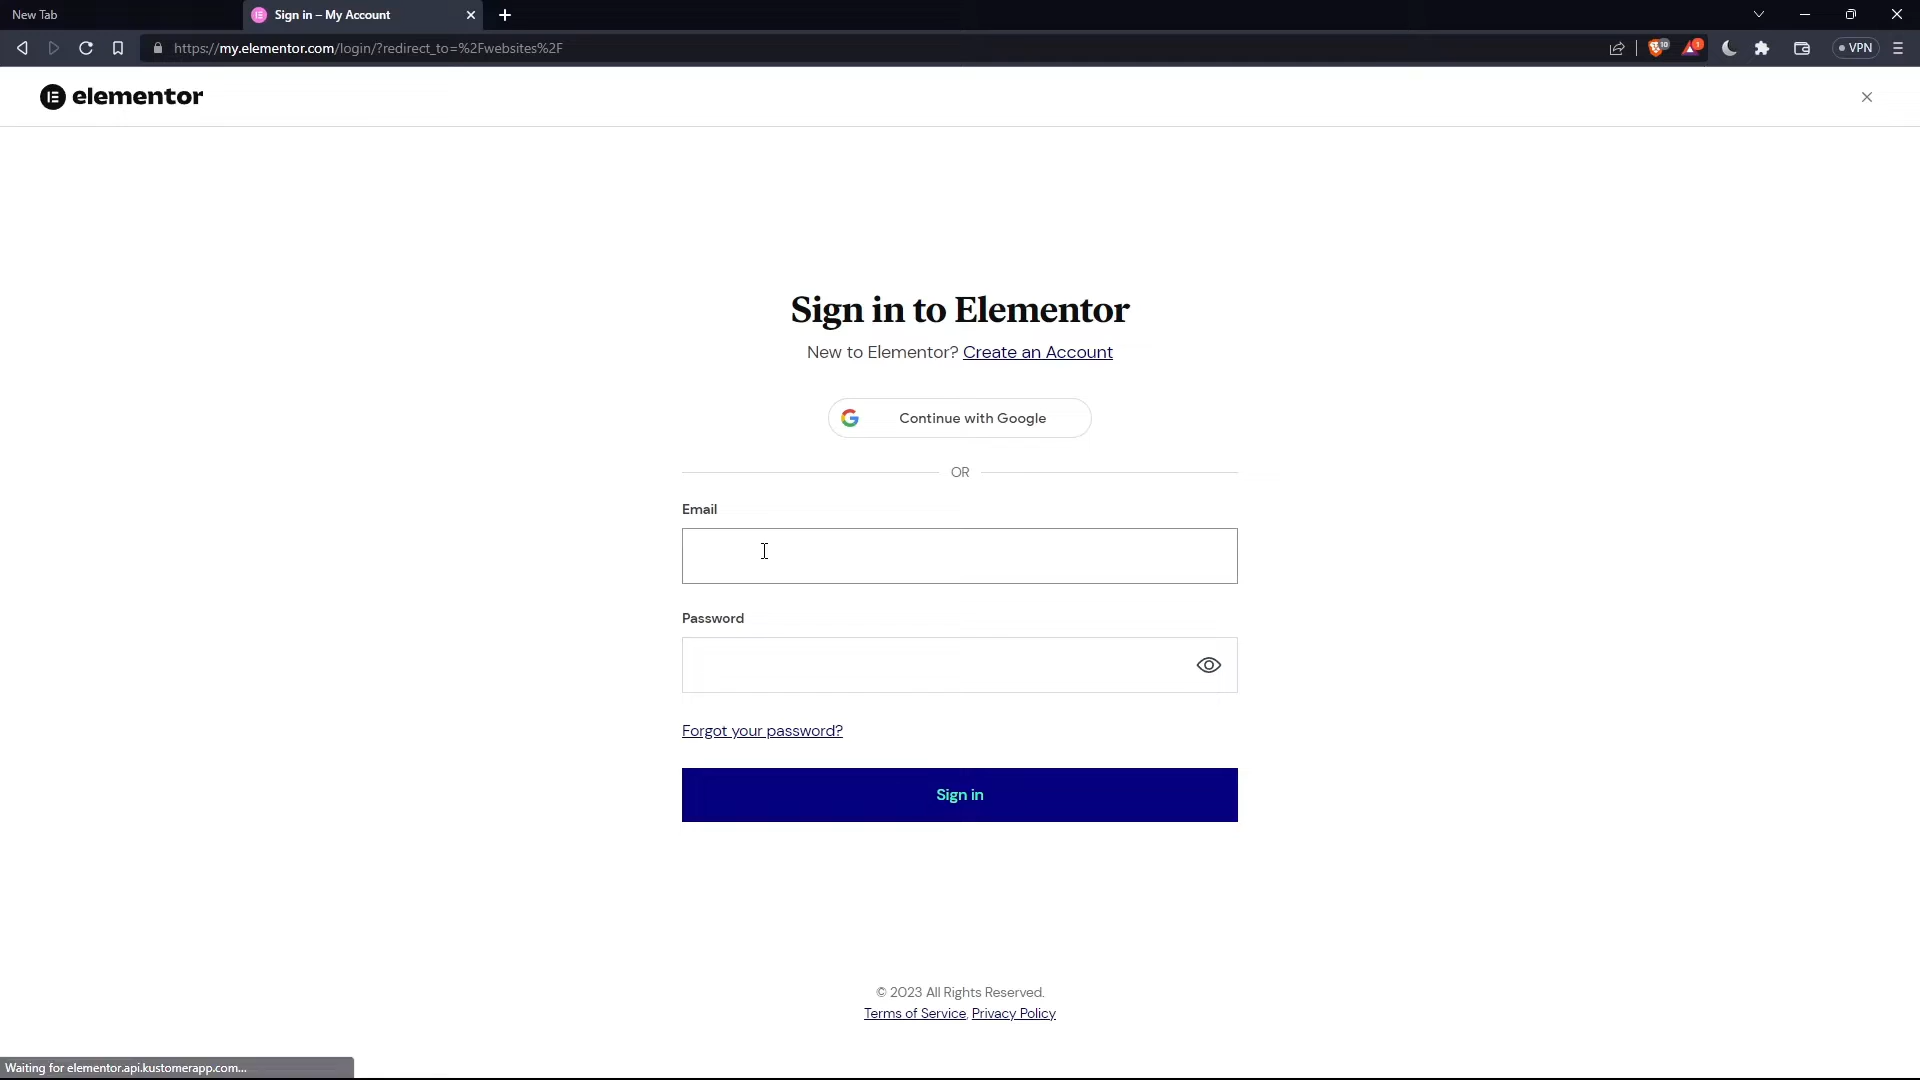 New Tab
Sign in – My Account
https://my.elementor.com/login/?redirect_to=%2Fwebsites%2F
10
1
VPN
elementor
Sign in to Elementor
New to Elementor? Create an Account
Continue with Google
OR
Email
Password
Forgot your password?
Sign in
© 2023 All Rights Reserved.
Terms of Service, Privacy Policy
Waiting for elementor.api.kustomerapp.com...